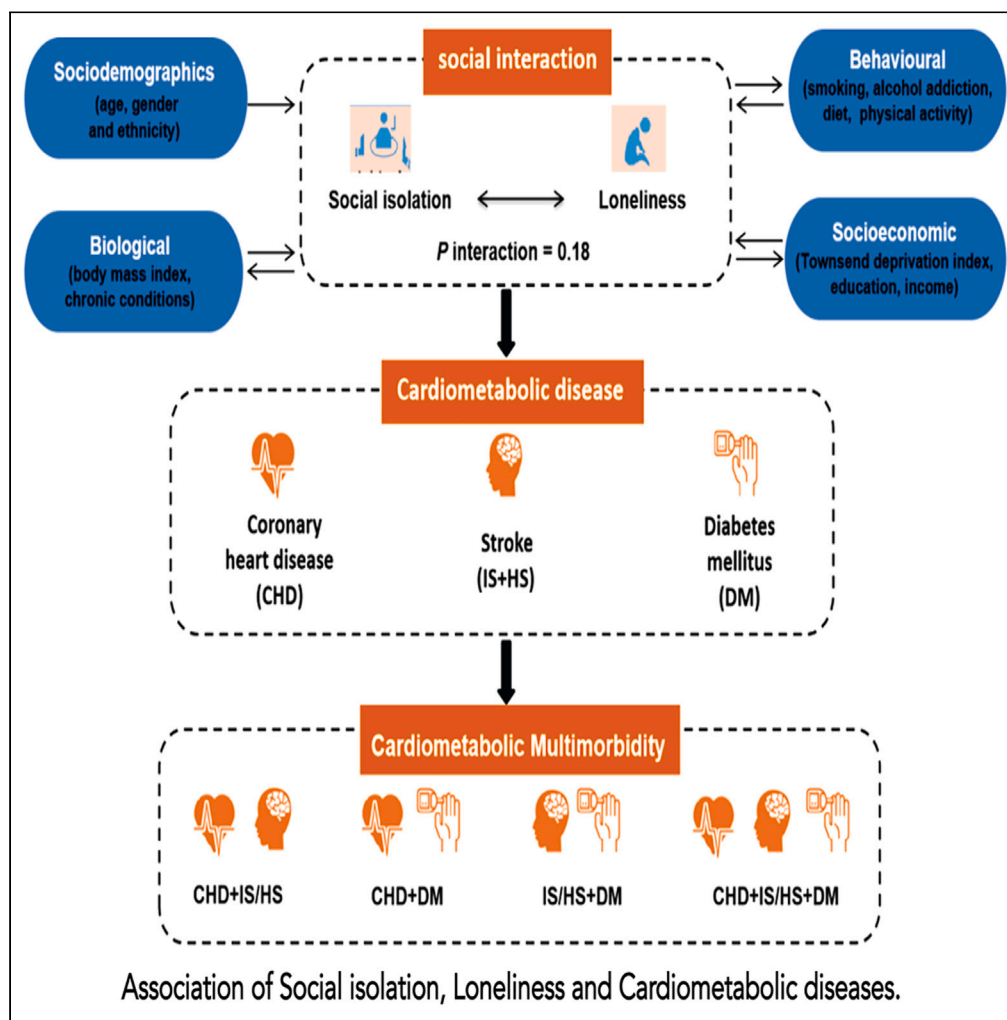 Sociodemographics
(age, gender
and ethnicity)
social interaction
Behavioural
(smoking, alcohol addiction,
diet, physical activity)
Social isolation
Loneliness
Biological
(body mass index,
chronic conditions)
P interaction = 0.18
Socioeconomic
(Townsend deprivation index,
education, income)
Cardiometabolic disease
Coronary
heart disease
(CHD)
Stroke
(IS+HS)
Diabetes
mellitus
(DM)
Cardiometabolic Multimorbidity
CHD+IS/HS
CHD+DM
IS/HS+DM
CHD+IS/HS+DM
Association of Social isolation, Loneliness and Cardiometabolic diseases.